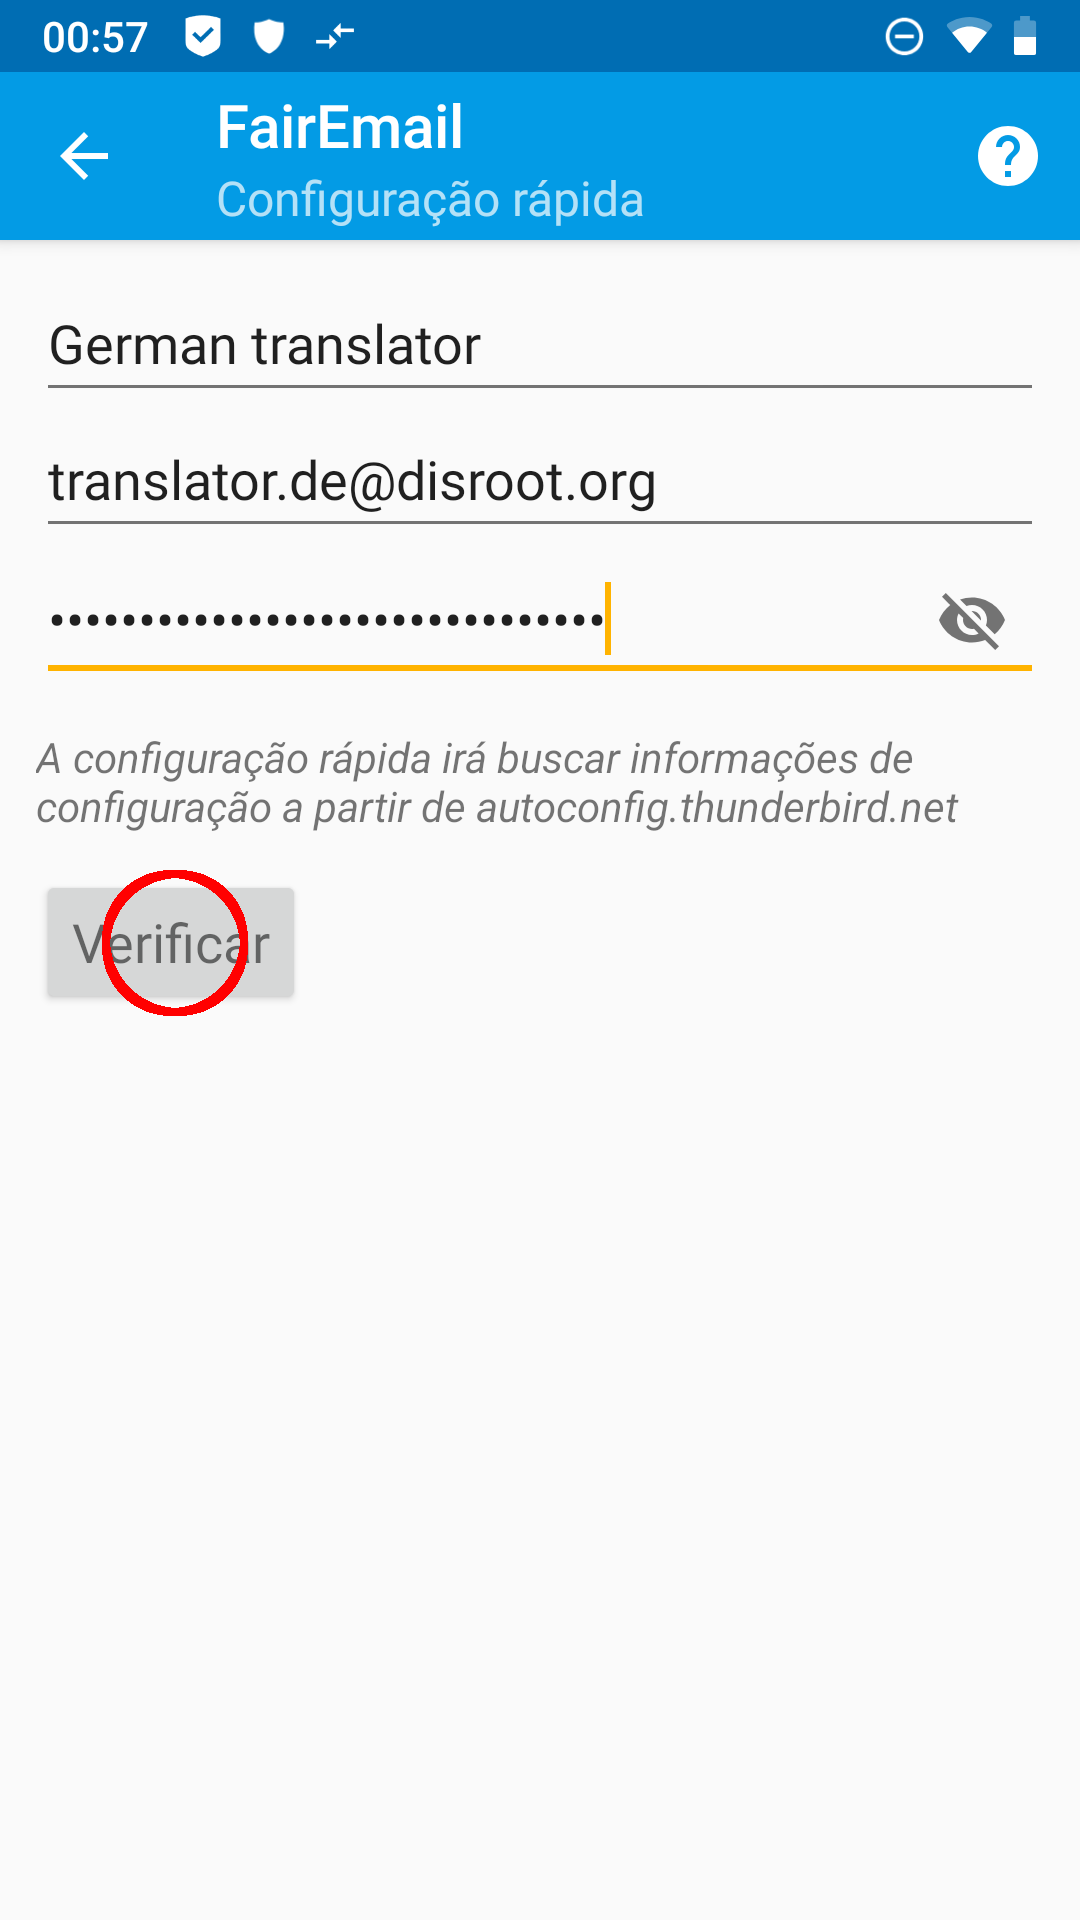 00:57
FairEmail
Configuração rápida
German translator
translator.de@disroot.org
•••••••••••••••••••••••••••••••
A configuração rápida irá buscar informações de
configuração a partir de autoconfig.thunderbird.net
Verificar